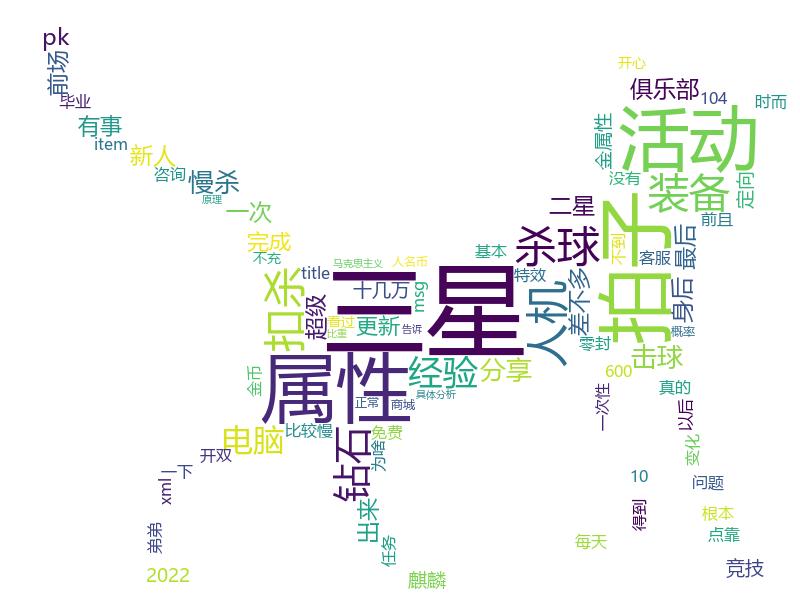 pk
前场
开心
毕业
俱乐部
104
时而
有事
item
新人
咨询
慢杀
原理
金属性
活动
没有
装备
定向
一次
二星
拍子
前且
完成
不充
基本
杀球
不到
客服
最后
title
马克思主义
人名币
特效
扣杀
超级
三星
十几万
msg
人机
差不多
身后
看过
比重
更新
告诉
零封
击球
概率
金币
属性
经验
分享
600
真的
正常
商城
具体分析
一次性
以后
电脑
比较慢
钻石
免费
为啥
变化
开双
一下
xml
10
问题
弟弟
出来
任务
得到
根本
点靠
每天
2022
麒麟
竞技